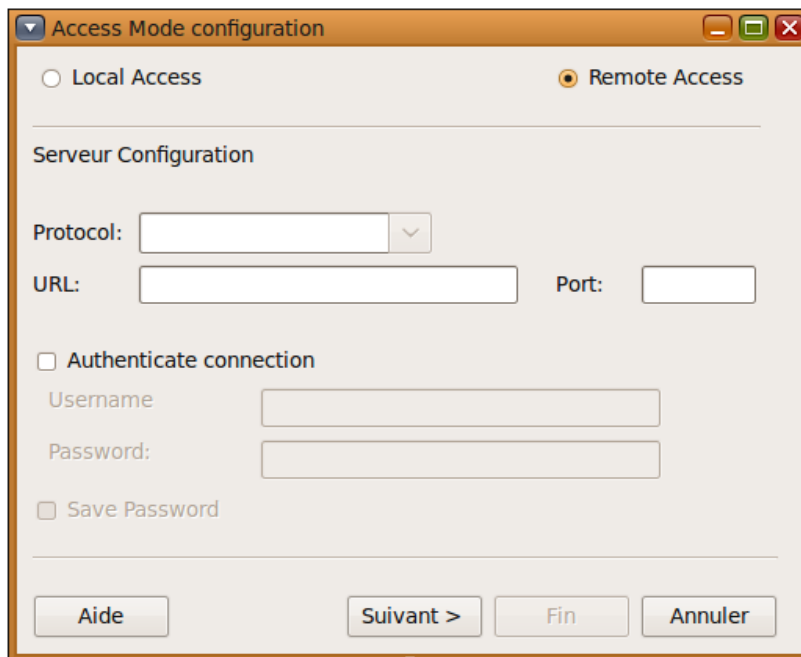 Access Mode configuration
Local Access Remote Access
Serveur Configuration
Protocol:
URL: Port:
Authenticate connection
Username
Password:
Save Password
Aide Suivant > Fin Annuler